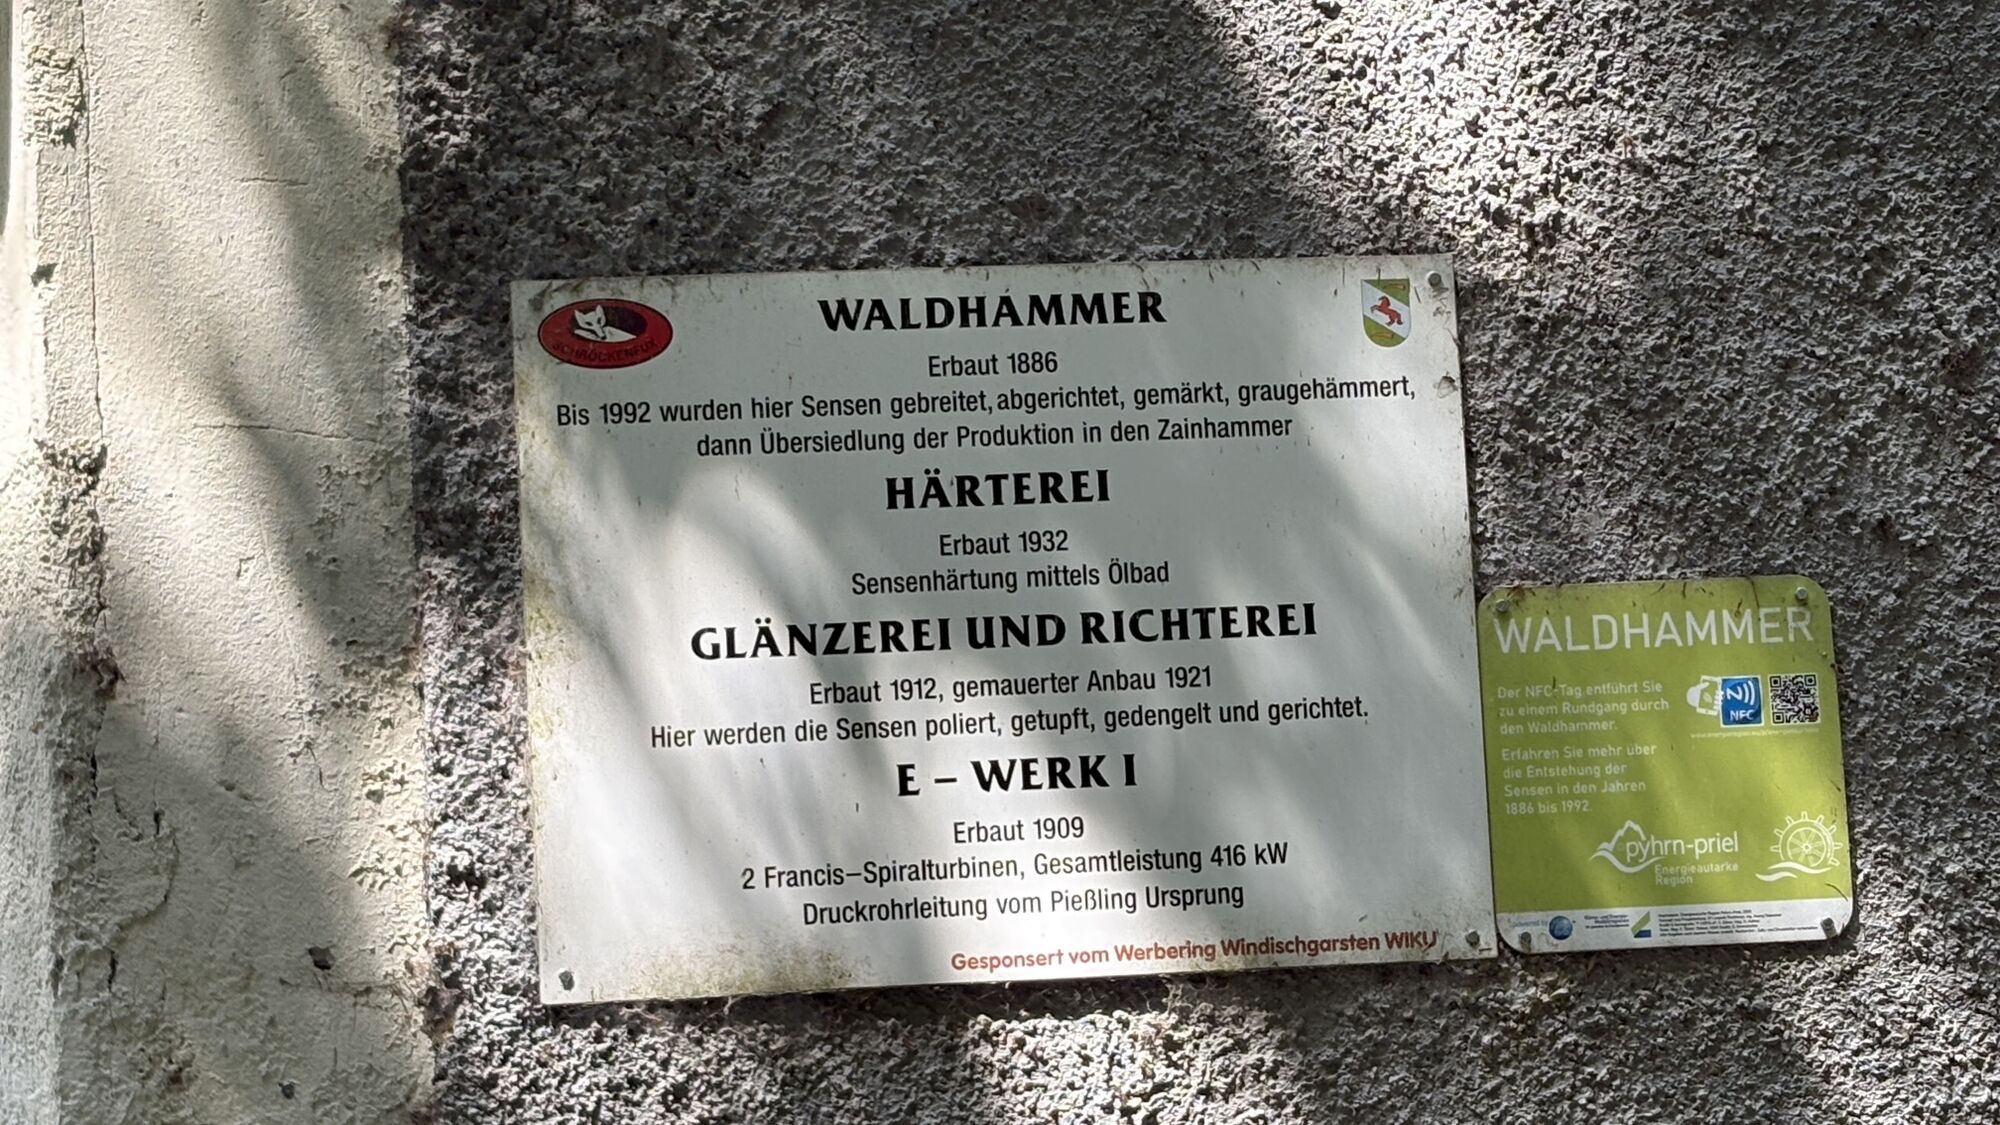 SCHRÖCKENFUX
WALDHAMMER
Erbaut 1886
Bis 1992 wurden hier Sensen gebreitet, abgerichtet, gemärkt, graugehämmert,
dann Übersiedlung der Produktion in den Zainhammer
HÄRTEREI
Erbaut 1932
Sensenhärtung mittels Ölbad
GLÄNZEREI UND RICHTEREI
Erbaut 1912, gemauerter Anbau 1921
Hier werden die Sensen poliert, getupft, gedengelt und gerichtet.
E – WERK I
Erbaut 1909
2 Francis–Spiralturbinen, Gesamtleistung 416 kW
Druckrohrleitung vom Pießling Ursprung
Gesponsert vom Werbering Windischgarsten WIKU
WALDHAMMER
Der NFC-Tag entführt Sie
zu einem Rundgang durch
den Waldhammer.
NFC
Erfahren Sie mehr über
die Entstehung der
Sensen in den Jahren
1886 bis 1992.
pyhrn-priel
Energieautarke
Region
powered by